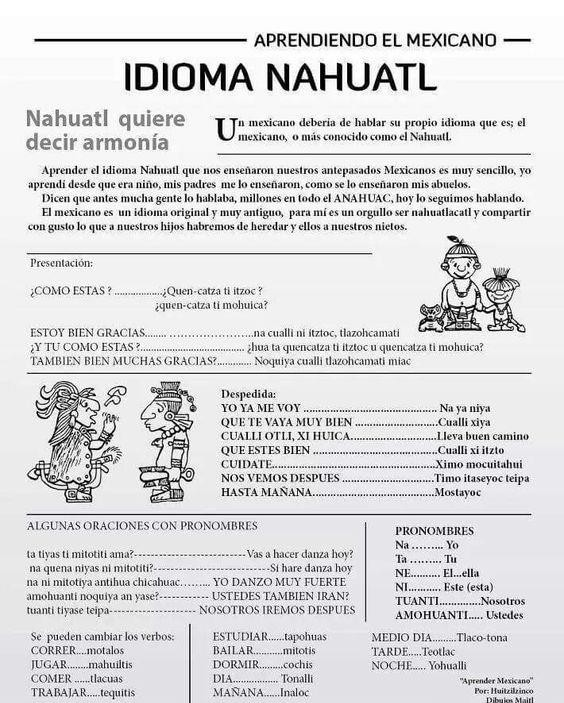 APRENDIENDO EL MEXICANO
IDIOMA NAHUATL
Nahuatl quiere
decir armonía
Un mexicano debería de hablar su propio idioma que es; el
mexicano, o más conocido como el Nahuatl.
Aprender el idioma Nahuatl que nos enseñaron nuestros antepasados Mexicanos es muy sencillo, yo
aprendí desde que era niño, mis padres me lo enseñaron, como se lo enseñaron mis abuelos.
Dicen que antes mucha gente lo hablaba, millones en todo el ANAHUAC, hoy lo seguimos hablando.
El mexicano es un idioma original y muy antiguo, para mí es un orgullo ser nahuatlacatl y compartir
con gusto lo que a nuestros hijos habremos de heredar y ellos a nuestros nietos.
Presentación:
¿COMO ESTAS ? .................¿Quen-catza ti itzoc ?
¿quen-catza ti mohuica?
ESTOY BIEN GRACIAS....... …………………...........na cualli ni itztoc, tlazohcamati
¿Y TU COMO ESTAS ?................................... ¿hua ta quencatza ti itztoc u quencatza ti mohuica?
TAMBIEN BIEN MUCHAS GRACIAS?............ Noquiya cualli tlazohcamati miac
Despedida:
YO YA ME VOY ............................................ Na ya niya
QUE TE VAYA MUY BIEN ...........................Cualli xiya
CUALLI OTLI, XI HUICA............................Lleva buen camino
QUE ESTES BIEN .........................................Cualli xi itzto
CUIDATE......................................................Ximo mocuitahui
NOS VEMOS DESPUES ...............................Timo itaseyoc teipa
HASTA MAÑANA........................................Mostayoc
ALGUNAS ORACIONES CON PRONOMBRES
ta tiyas ti mitotiti ama?---------------------------Vas a hacer danza hoy?
na quena niyas ni mitotiti?---------------------Si hare danza hoy
na ni mitotiya antihua chicahuac……... YO DANZO MUY FUERTE
amohuanti noquiya an yase?------------ USTEDES TAMBIEN IRAN?
tuanti tiyase teipa--------------------- NOSOTROS IREMOS DESPUES
PRONOMBRES
Na ……... Yo
Ta ……... Tu
NE.......... El...ella
NI........... Este (esta)
TUANTI...............Nosotros
AMOHUANTI..... Ustedes
Se pueden cambiar los verbos:
CORRER....motalos
JUGAR........mahuiltis
COMER ......tlacuas
TRABAJAR.....tequitis
ESTUDIAR......tapohuas
BAILAR...........mitotis
DORMIR..........cochis
DIA................ Tonalli
MAÑANA......Inaloc
MEDIO DIA.........Tlaco-tona
TARDE.....Teotlac
NOCHE..... Yohualli
"Aprender Mexicano"
Por: Huitzilzinco
Dibujos Maitl